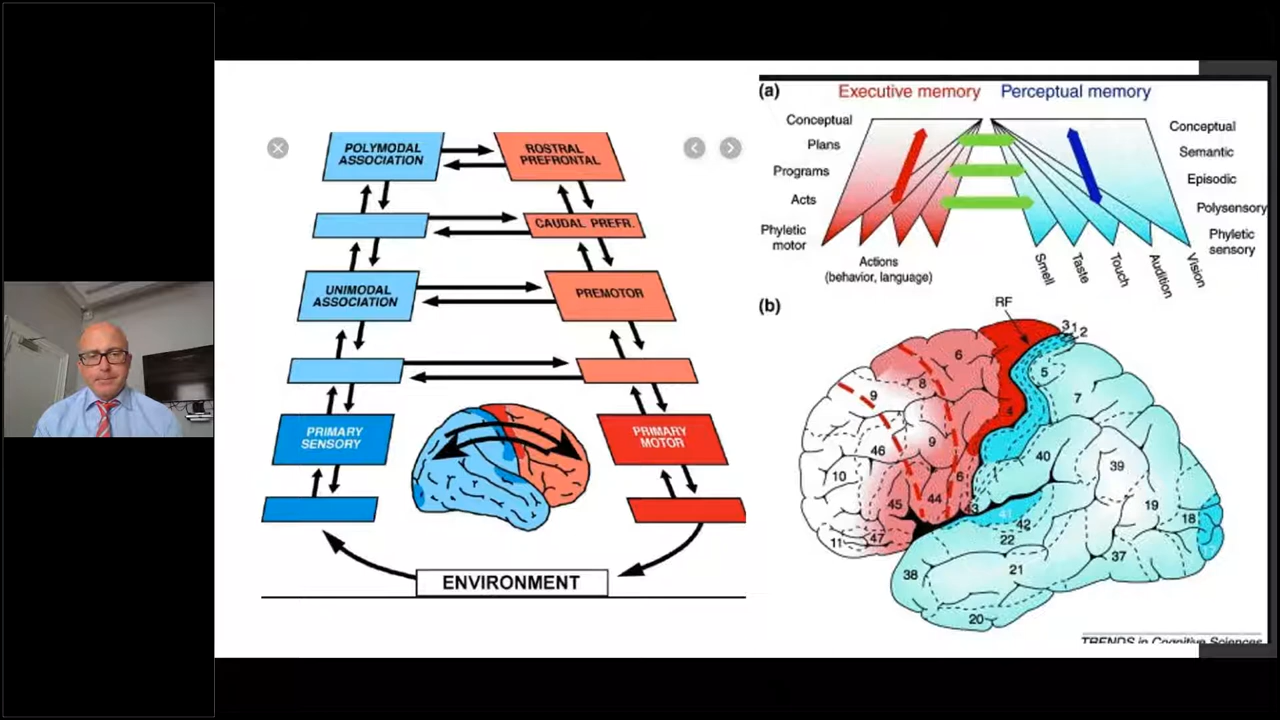 POLYMODAL
ASSOCIATION
ROSTRAL
PREFRONTAL
CAUDAL PREFR.
UNIMODAL
ASSOCIATION
PREMOTOR
PRIMARY
SENSORY
PRIMARY
MOTOR
ENVIRONMENT
(a)
Executive memory
Perceptual memory
Conceptual
Plans
Programs
Acts
Phyletic
motor
Conceptual
Semantic
Episodic
Polysensory
Phyletic
sensory
Actions
(behavior, language)
Smell
Taste
Touch
Audition
Vision
(b)
RF
3 1 2
6
8
9
5
7
4
9
46
40
39
10
6
45
44
43
41
42
19
18
11
47
22
37
38
21
20
TRENDS in Cognitive Sciences